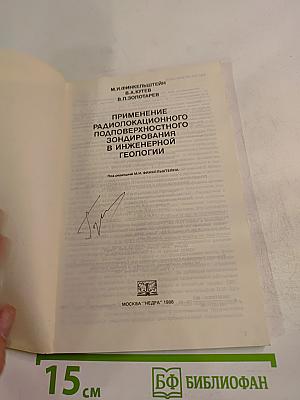 М.И.ФИНКЕЛЬШТЕЙН
В.А.КУТЕВ
В.П.ЗОЛОТАРЕВ
ПРИМЕНЕНИЕ
РАДИОЛОКАЦИОННОГО
ПОДПОВЕРХНОСТНОГО
ЗОНДИРОВАНИЯ
В ИНЖЕНЕРНОЙ
ГЕОЛОГИИ
Под редакцией М.И. ФИНКЕЛЬШТЕЙНА
МОСКВА "НЕДРА" 1986
15 см
БФ БИБЛИОФАН